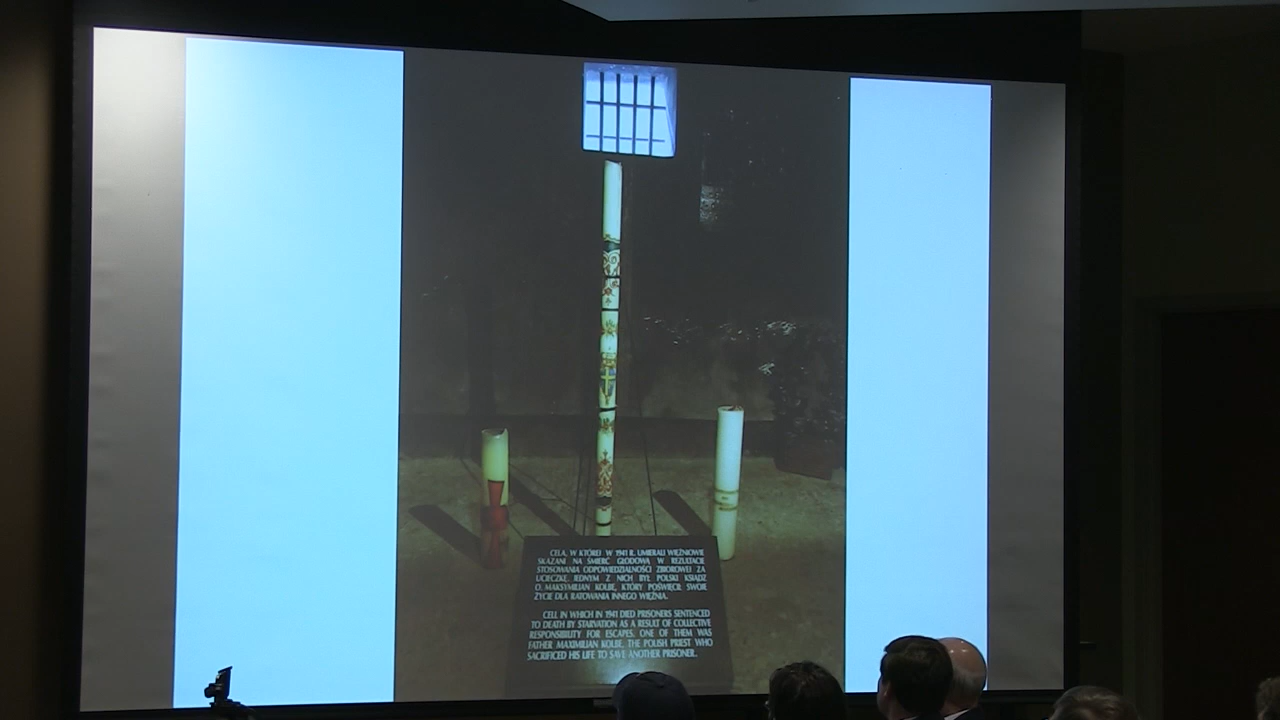 CELA, W KTÓREJ W 1941 R. UMIERALI WIĘŹNIOWIE
SKAZANI NA ŚMIERĆ GŁODOWĄ W REZULTACIE
STOSOWANIA ODPOWIEDZIALNOŚCI ZBIOROWEJ ZA
UCIECZKĘ. JEDNYM Z NICH BYŁ POLSKI KSIĄDZ
O. MAKSYMILIAN KOLBE, KTÓRY POŚWIĘCIŁ SWOJE
ŻYCIE DLA RATOWANIA INNEGO WIĘŹNIA.
CELL IN WHICH IN 1941 DIED PRISONERS SENTENCED
TO DEATH BY STARVATION AS A RESULT OF COLLECTIVE
RESPONSIBILITY FOR ESCAPES. ONE OF THEM WAS
FATHER MAXIMILIAN KOLBE, THE POLISH PRIEST WHO
SACRIFICED HIS LIFE TO SAVE ANOTHER PRISONER.